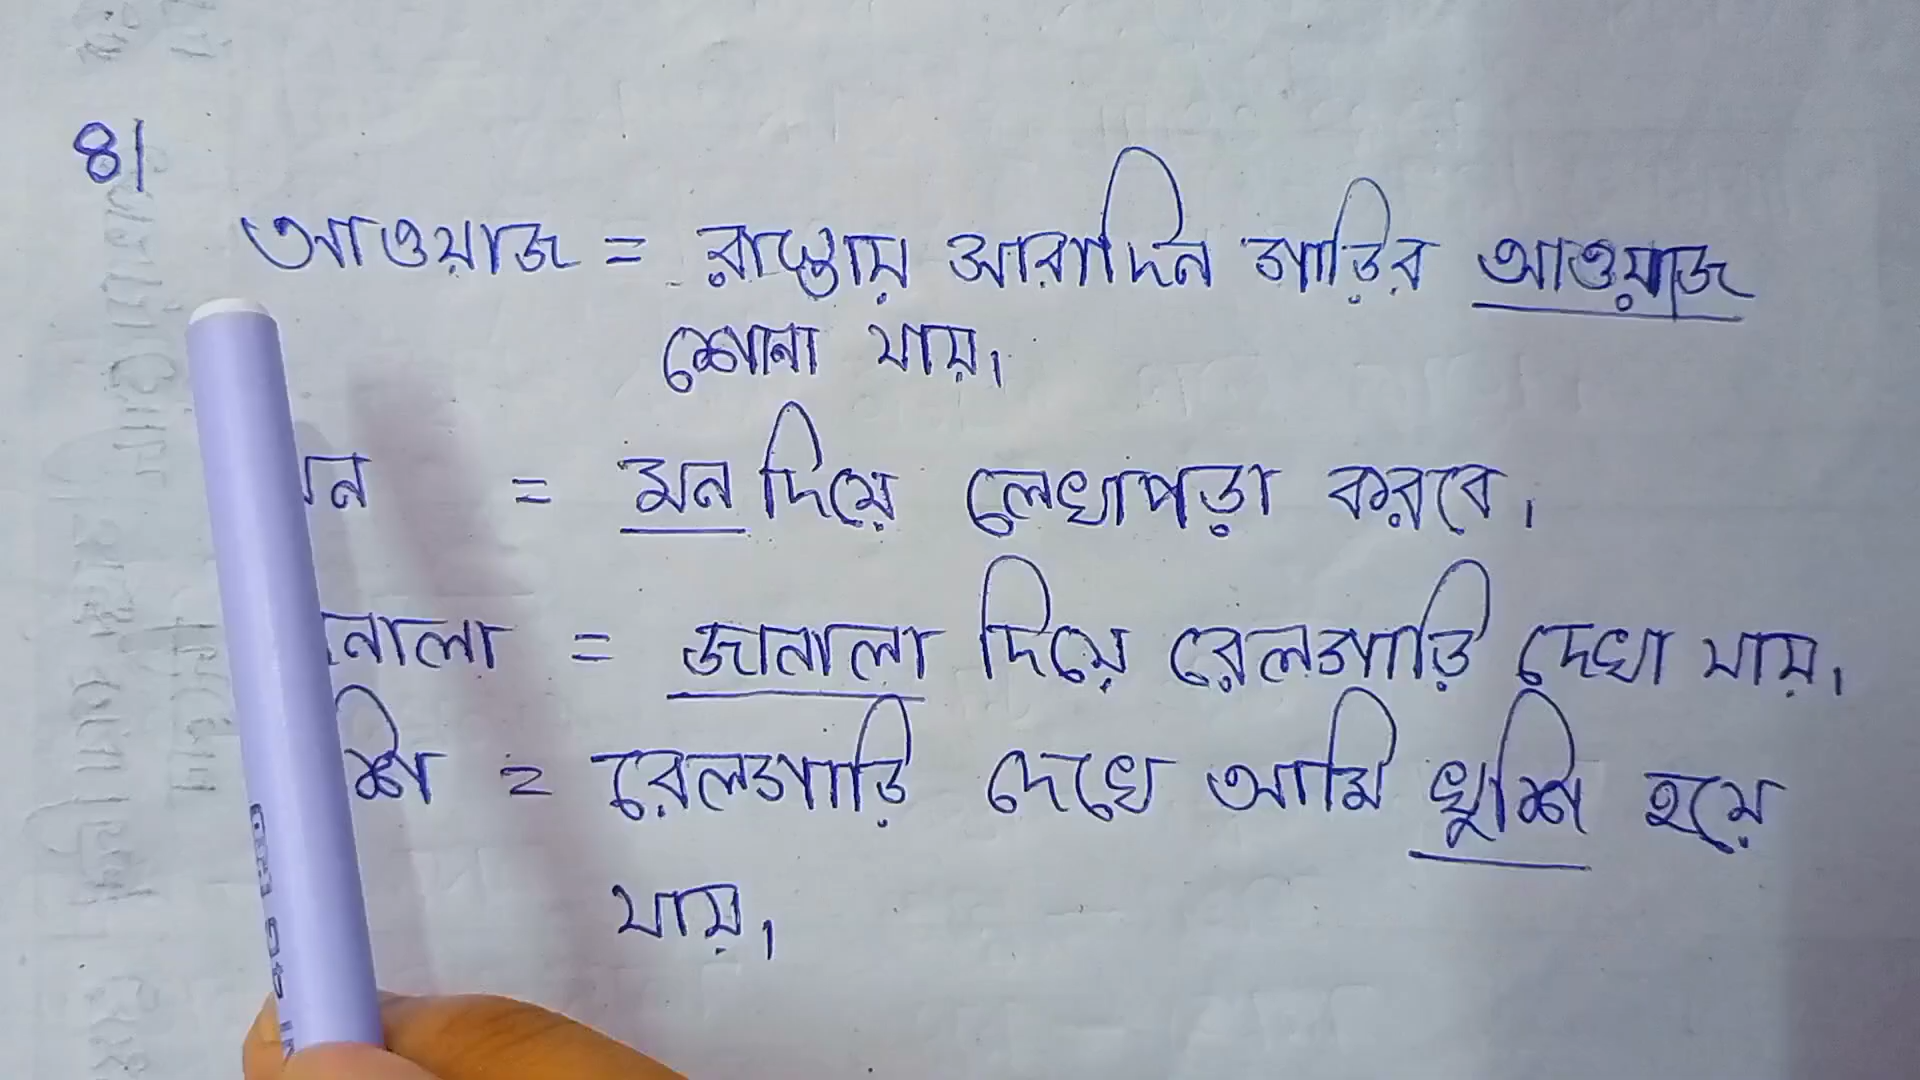 ৪।
আওয়াজ = রাস্তায় সারাদিন গাড়ির আওয়াজ
শোনা যায়।
= মন দিয়ে লেখাপড়া করবে।
= জানালা দিয়ে রেলগাড়ি দেখা যায়।
= রেলগাড়ি দেখে আমি খুশি হয়ে
যায়।